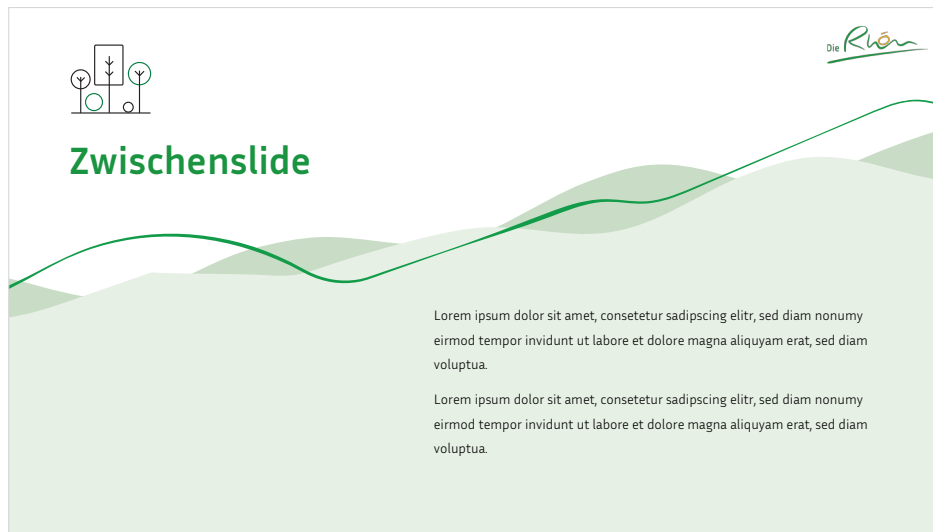 Die Rhön
Zwischenslide
Lorem ipsum dolor sit amet, consetetur sadipscing elitr, sed diam nonumy
eirmod tempor invidunt ut labore et dolore magna aliquyam erat, sed diam
voluptua.
Lorem ipsum dolor sit amet, consetetur sadipscing elitr, sed diam nonumy
eirmod tempor invidunt ut labore et dolore magna aliquyam erat, sed diam
voluptua.